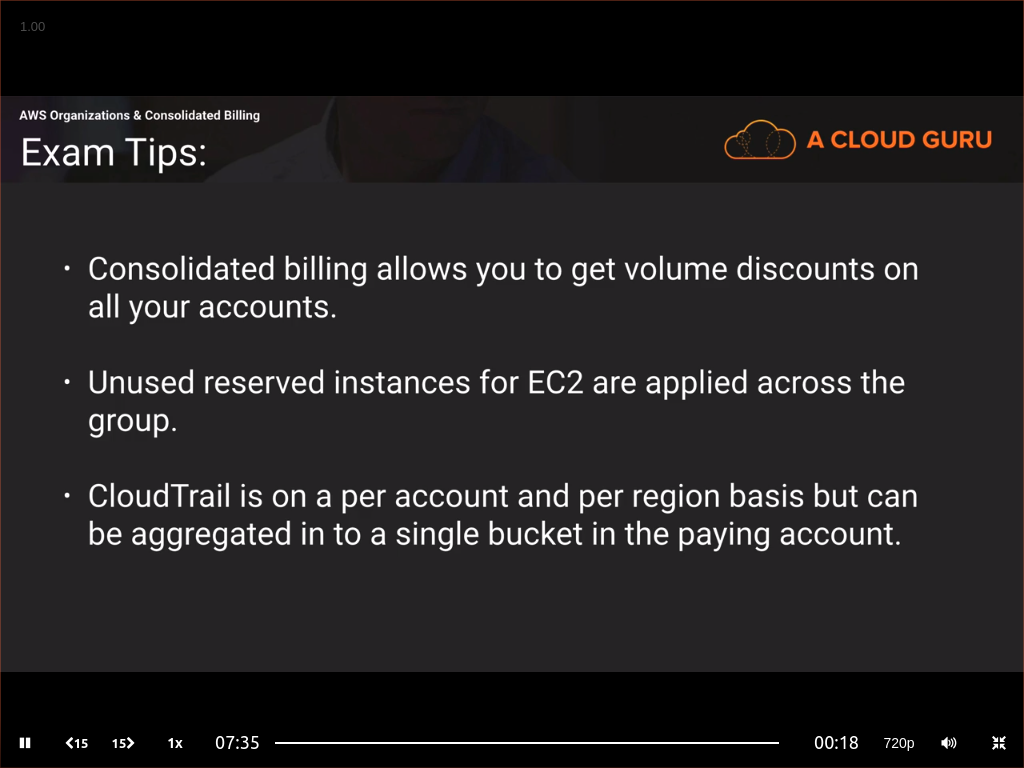 1.00
AWS Organizations & Consolidated Billing
Exam Tips:
A CLOUD GURU
• Consolidated billing allows you to get volume discounts on
all your accounts.
• Unused reserved instances for EC2 are applied across the
group.
• CloudTrail is on a per account and per region basis but can
be aggregated in to a single bucket in the paying account.
15 15 1x 07:35 00:18 720p